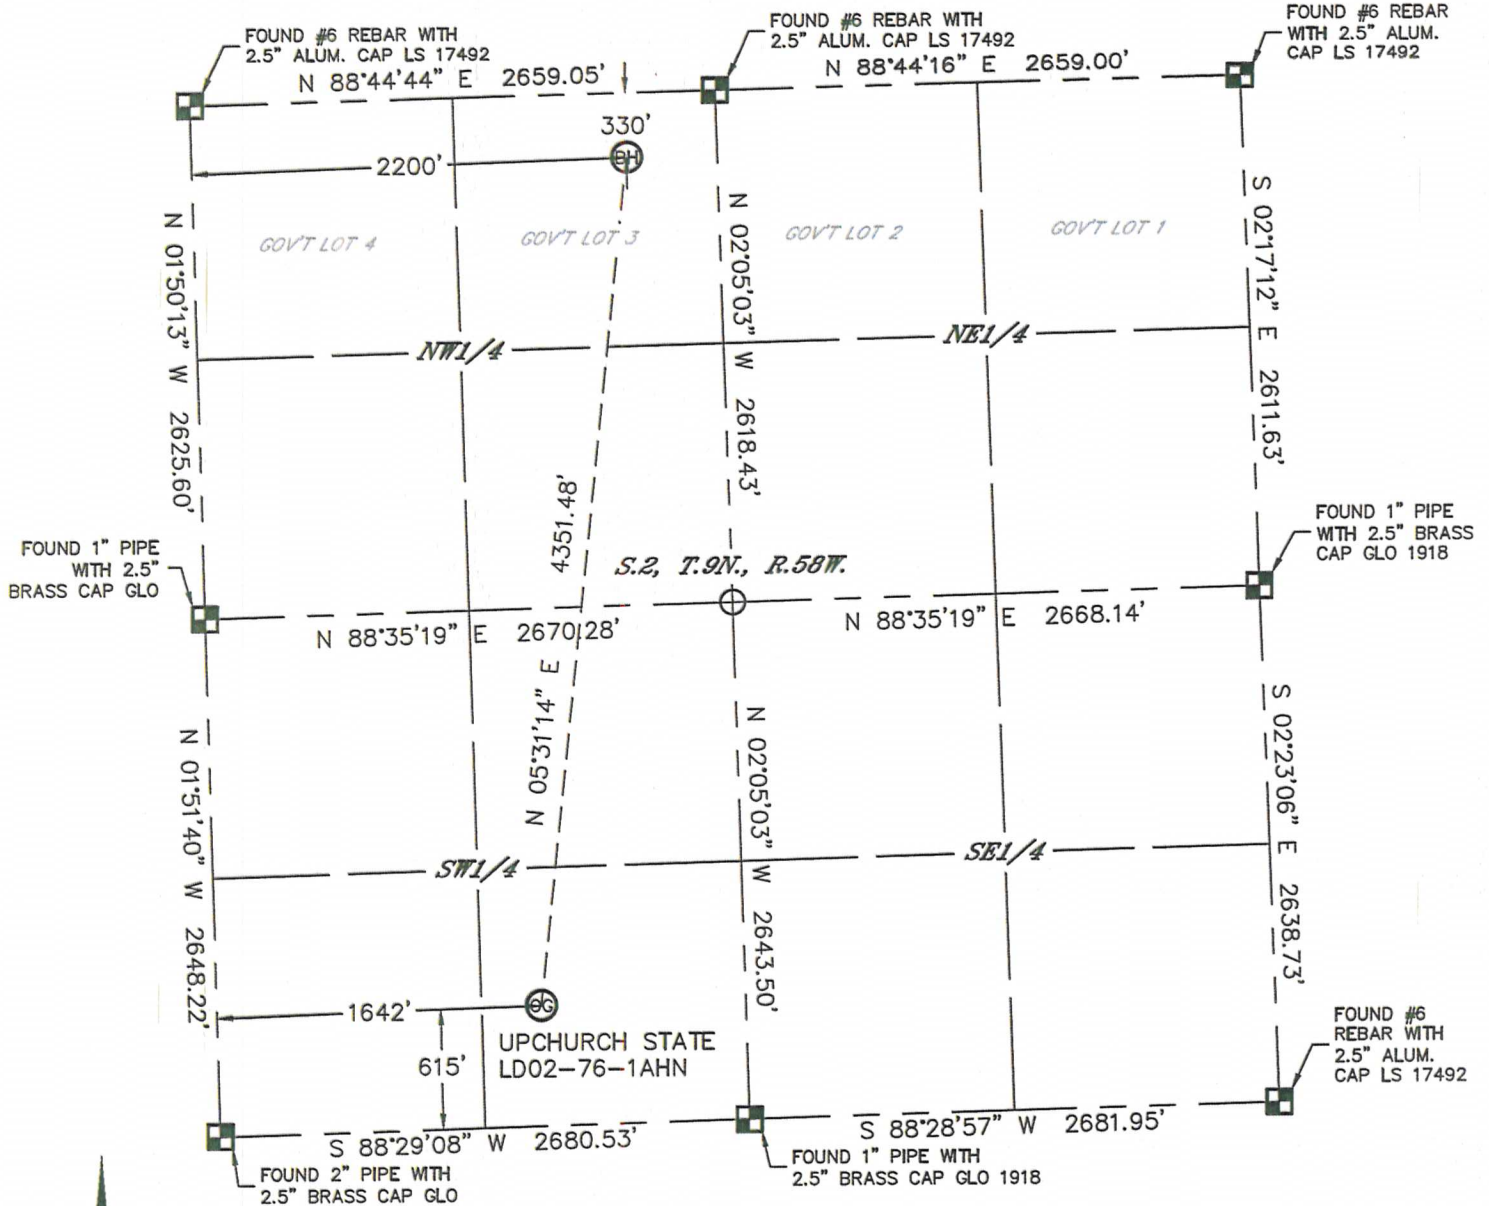 FOUND #6 REBAR WITH
2.5" ALUM. CAP LS 17492
FOUND #6 REBAR WITH
2.5" ALUM. CAP LS 17492
FOUND #6 REBAR
WITH 2.5" ALUM.
CAP LS 17492
N 88°44'44" E 2659.05'
N 88°44'16" E 2659.00'
330'
BH
2200'
N 01°50'13" W 2625.60'
GOV'T LOT 4
GOV'T LOT 3
N 02°05'03" W 2618.43'
GOV'T LOT 2
GOV'T LOT 1
S 02°17'12" E 2611.63'
NW1/4
NE1/4
4351.48'
S.2, T.9N., R.58W.
FOUND 1" PIPE
WITH 2.5"
BRASS CAP GLO
FOUND 1" PIPE
WITH 2.5" BRASS
CAP GLO 1918
N 88°35'19" E 2670.28'
N 88°35'19" E 2668.14'
N 05°31'14" E
N 01°51'40" W 2648.22'
N 02°05'03" W 2643.50'
S 02°23'06" E 2638.73'
SW1/4
SE1/4
1642'
OG
UPCHURCH STATE
LD02-76-1AHN
615'
FOUND #6
REBAR WITH
2.5" ALUM.
CAP LS 17492
S 88°29'08" W 2680.53'
S 88°28'57" W 2681.95'
FOUND 2" PIPE WITH
2.5" BRASS CAP GLO
FOUND 1" PIPE WITH
2.5" BRASS CAP GLO 1918